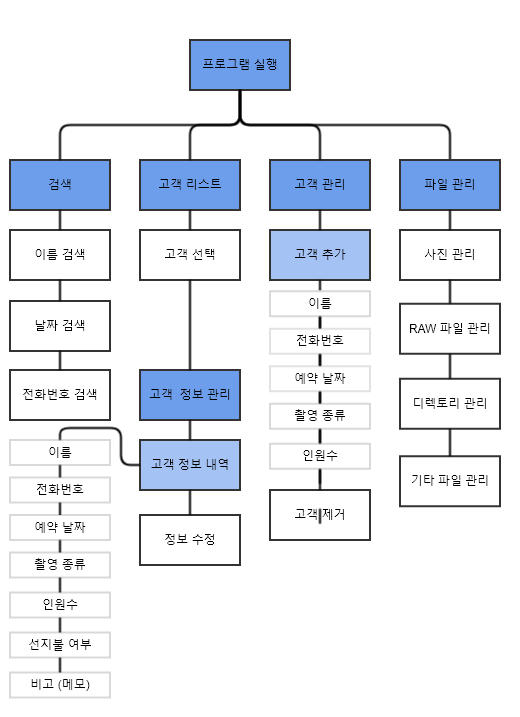 프로그램 실행
검색
고객 리스트
고객 관리
파일 관리
이름 검색
고객 선택
고객 추가
사진 관리
이름
날짜 검색
RAW 파일 관리
전화번호
예약 날짜
전화번호 검색
고객 정보 관리
디렉토리 관리
촬영 종류
이름
고객 정보 내역
인원수
기타 파일 관리
전화번호
고객 제거
예약 날짜
정보 수정
촬영 종류
인원수
선지불 여부
비고 (메모)